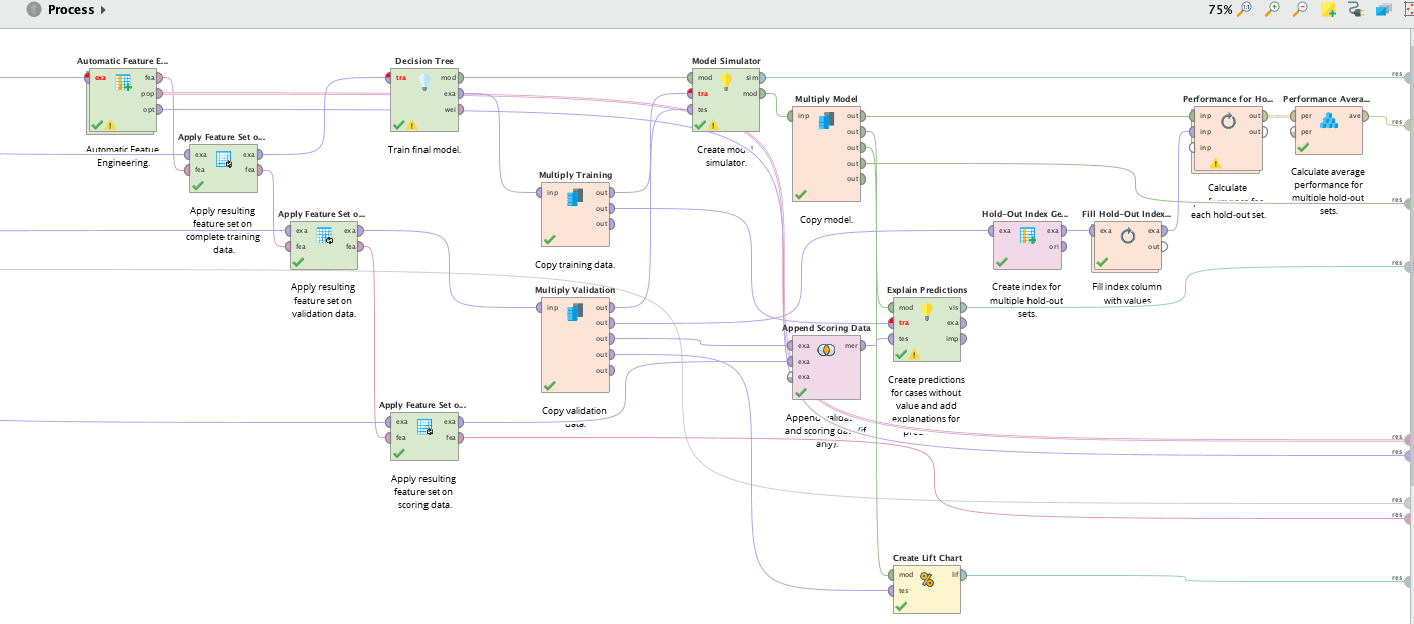 Process
75%
Automatic Feature E...
exa
fea
pop
opt
Automatic Featue
Engineering.
Apply Feature Set o...
exa
exa
fea
fea
Apply resulting
feature set on
complete training
data.
Apply Feature Set o...
exa
exa
fea
fea
Apply resulting
feature set on
validation data.
Decision Tree
tra
mod
exa
wei
Train final model.
Apply Feature Set o...
exa
exa
fea
fea
Apply resulting
feature set on
scoring data.
Multiply Training
inp
out
out
out
Copy training data.
Multiply Validation
inp
out
out
out
out
out
Copy validation
data.
Model Simulator
mod
sim
tra
mod
tes
Create
simulator.
Multiply Model
inp
out
out
out
out
out
Copy model.
Append Scoring Data
exa
mer
exa
exa
Append
and scoring
any).
Explain Predictions
mod
vis
tra
exa
tes
imp
Create predictions
for cases without
value and add
explanations for
Create Lift Chart
mod
lif
tes
Hold-Out Index Ge...
exa
exa
ori
Create index for
multiple hold-out
sets.
Fill Hold-Out Index...
exa
exa
out
Fill index column
with values
Performance for Ho...
inp
out
inp
out
inp
Calculate
each hold-out set.
Performance Avera...
per
ave
per
Calculate average
performance for
multiple hold-out
sets.
res
res
res
res
res
res
res
res
res